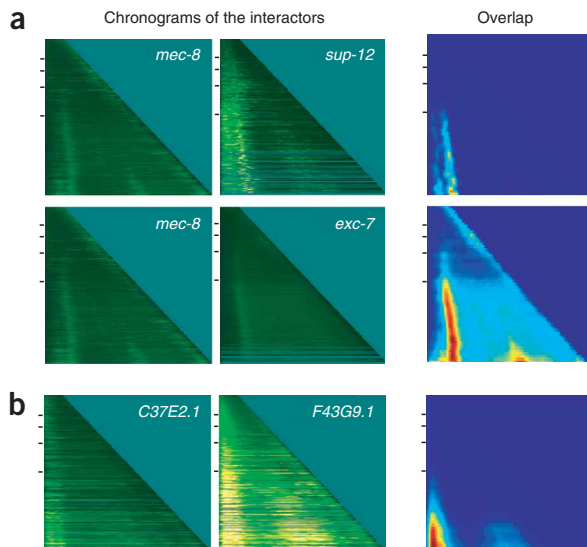 a
Chronograms of the interactors
Overlap
mec-8
sup-12
mec-8
exc-7
b
C37E2.1
F43G9.1